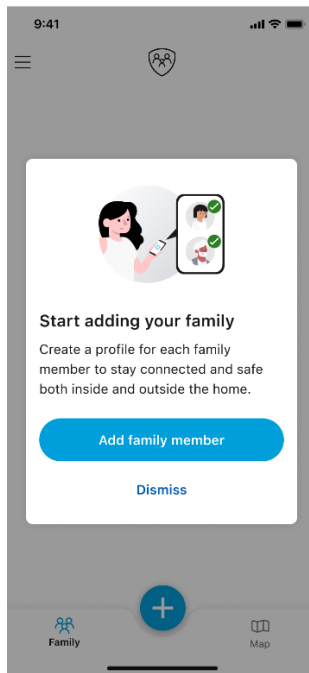 9:41
Start adding your family
Create a profile for each family
member to stay connected and safe
both inside and outside the home.
Add family member
Dismiss
Family
Map